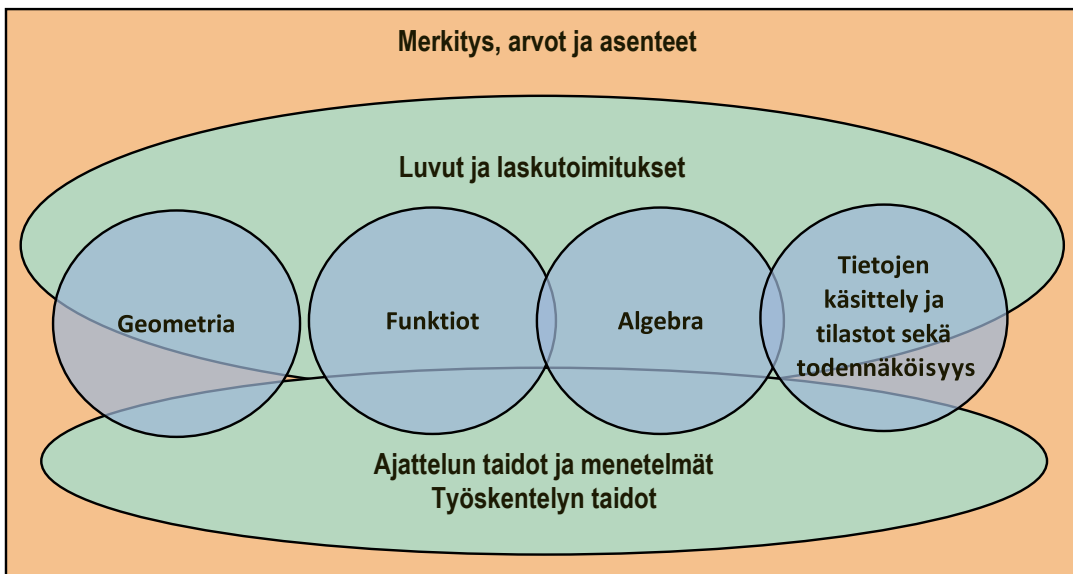 Merkitys, arvot ja asenteet
Luvut ja laskutoimitukset
Geometria
Funktiot
Algebra
Tietojen
käsittely ja
tilastot sekä
todennäköisyys
Ajattelun taidot ja menetelmät
Työskentelyn taidot